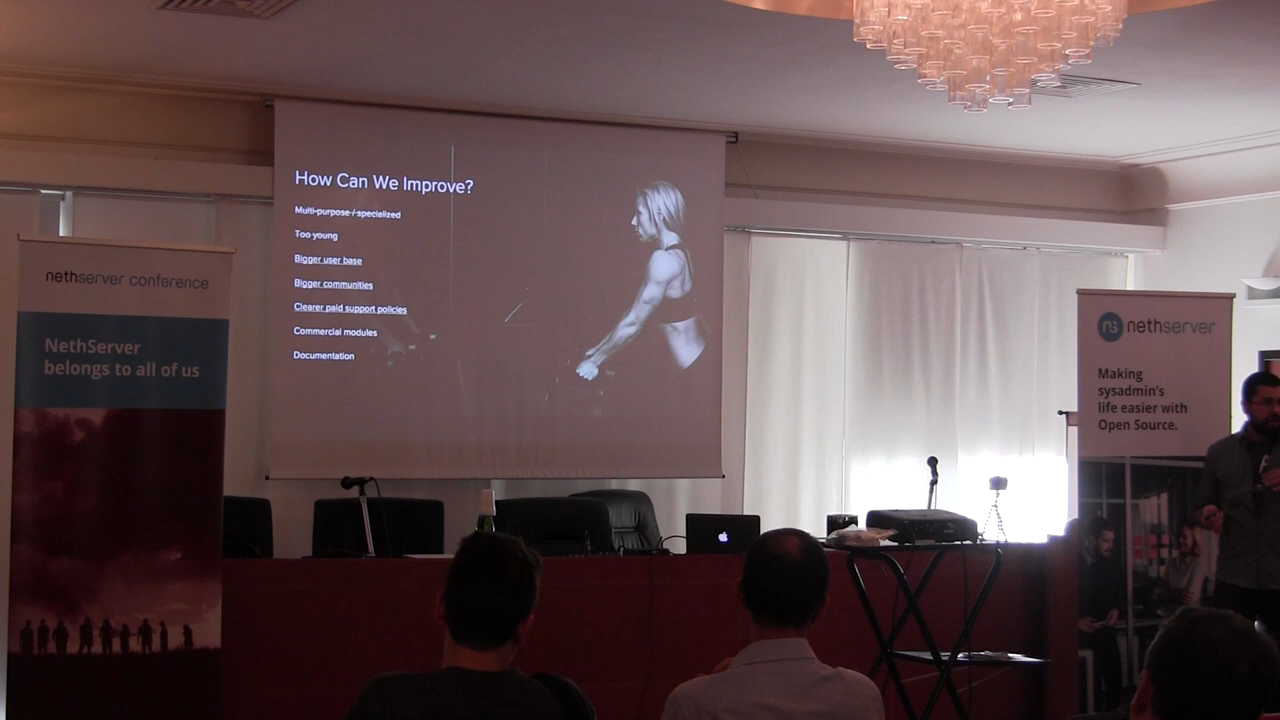 How Can We Improve?
Multi-purpose / specialized
Too young
Bigger user base
Bigger communities
Clearer paid support policies
Commercial modules
Documentation
nethserver conference
NethServer
belongs to all of us
ns nethserver
Making
sysadmin's
life easier with
Open Source.